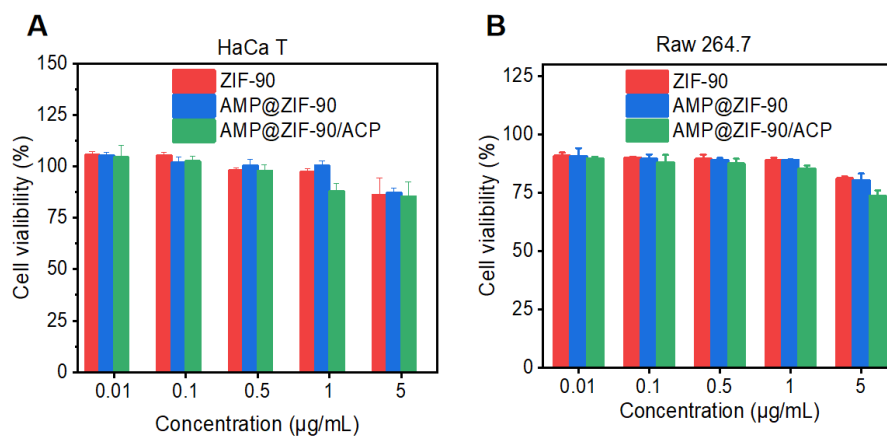 A
HaCa T
ZIF-90
AMP@ZIF-90
AMP@ZIF-90/ACP
150
125
100
75
50
25
0
Cell vialibility (%)
0.01 0.1 0.5 1 5
Concentration (µg/mL)
B
Raw 264.7
ZIF-90
AMP@ZIF-90
AMP@ZIF-90/ACP
125
100
75
50
25
0
Cell vialibility (%)
0.01 0.1 0.5 1 5
Concentration (µg/mL)